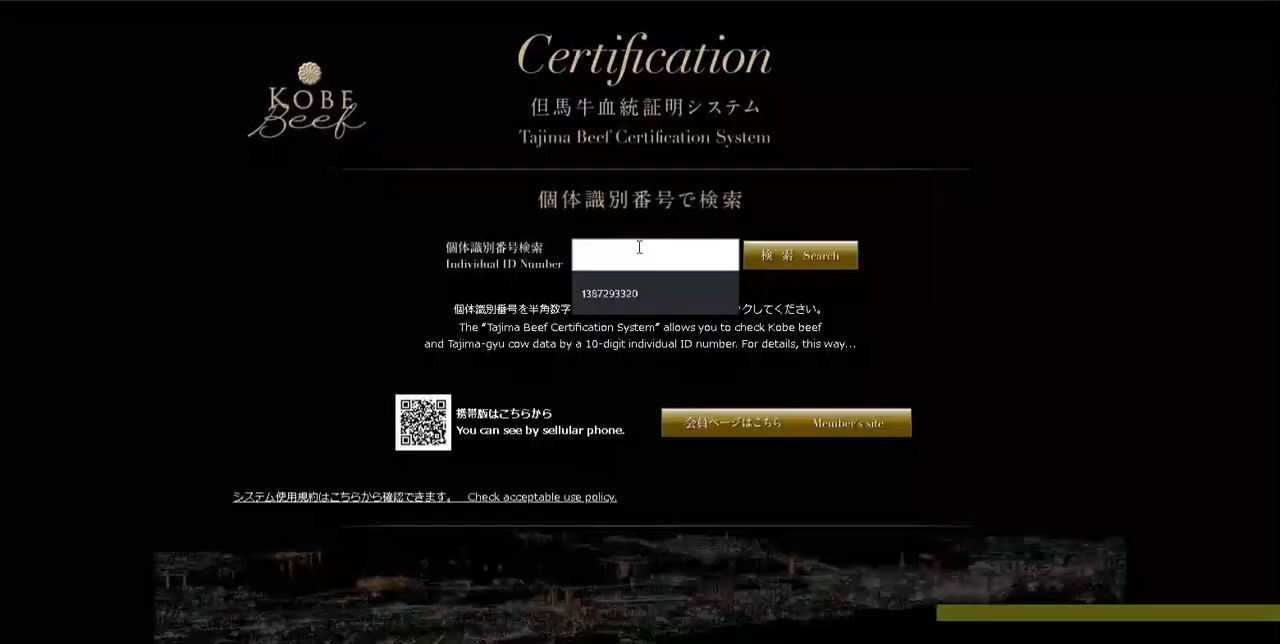 Certification
KOBE
Beef
但馬牛血統証明システム
Tajima Beef Certification System
個体識別番号で検索
個体識別番号検索
Individual ID Number
検 索 Search
1387293320
個体識別番号を半角数字
クしてください。
The "Tajima Beef Certification System" allows you to check Kobe beef
and Tajima-gyu cow data by a 10-digit individual ID number. For details, this way...
携帯版はこちらから
You can see by sellular phone.
会員ページはこちら Member's site
システム使用規約はこちらから確認できます。 Check acceptable use policy.